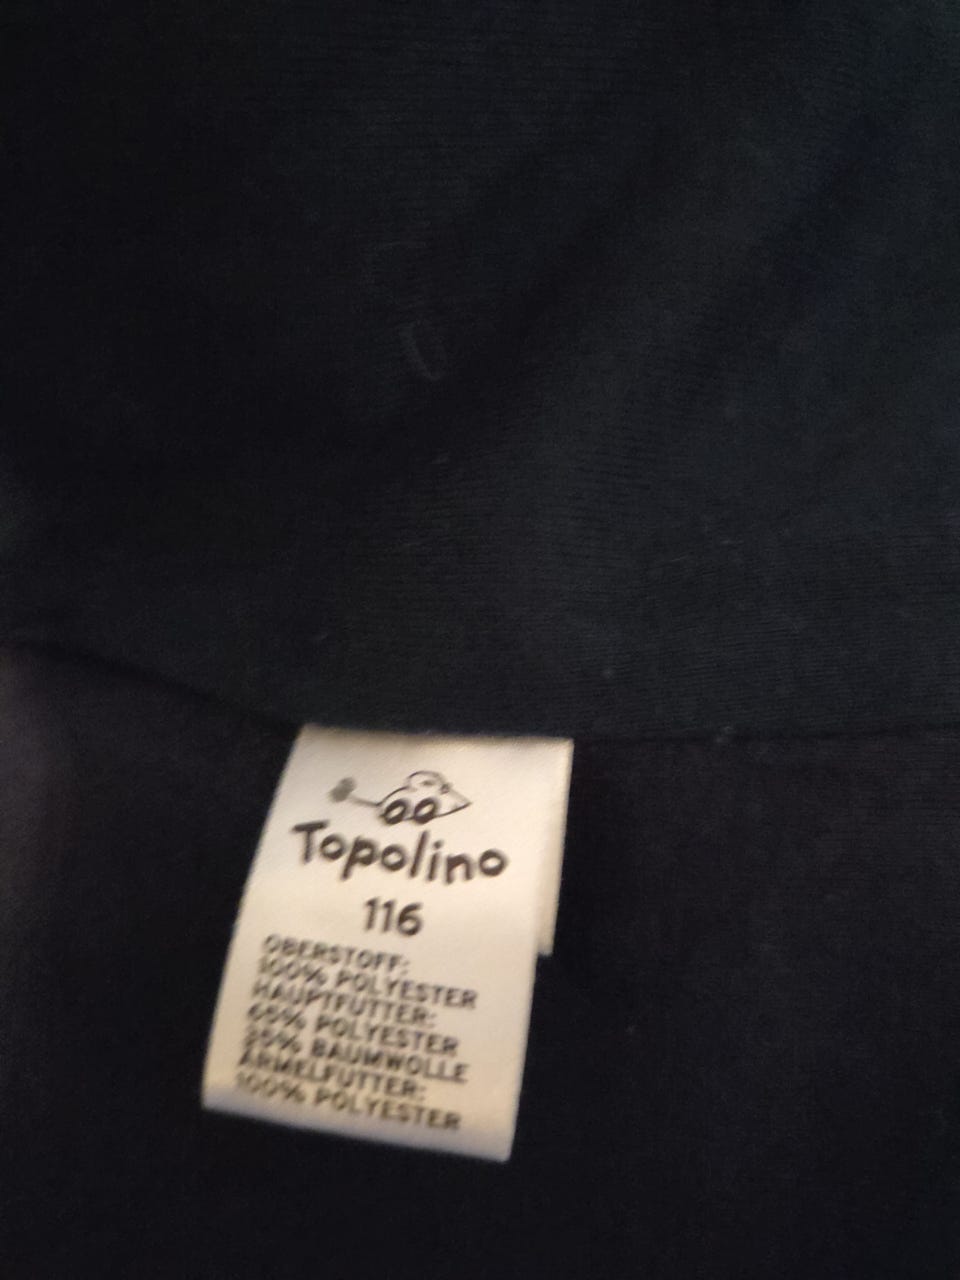 Topolino
116
OBERSTOFF:
100% POLYESTER
HAUPTFUTTER:
65% POLYESTER
35% BAUMWOLLE
ÄRMELFUTTER:
100% POLYESTER